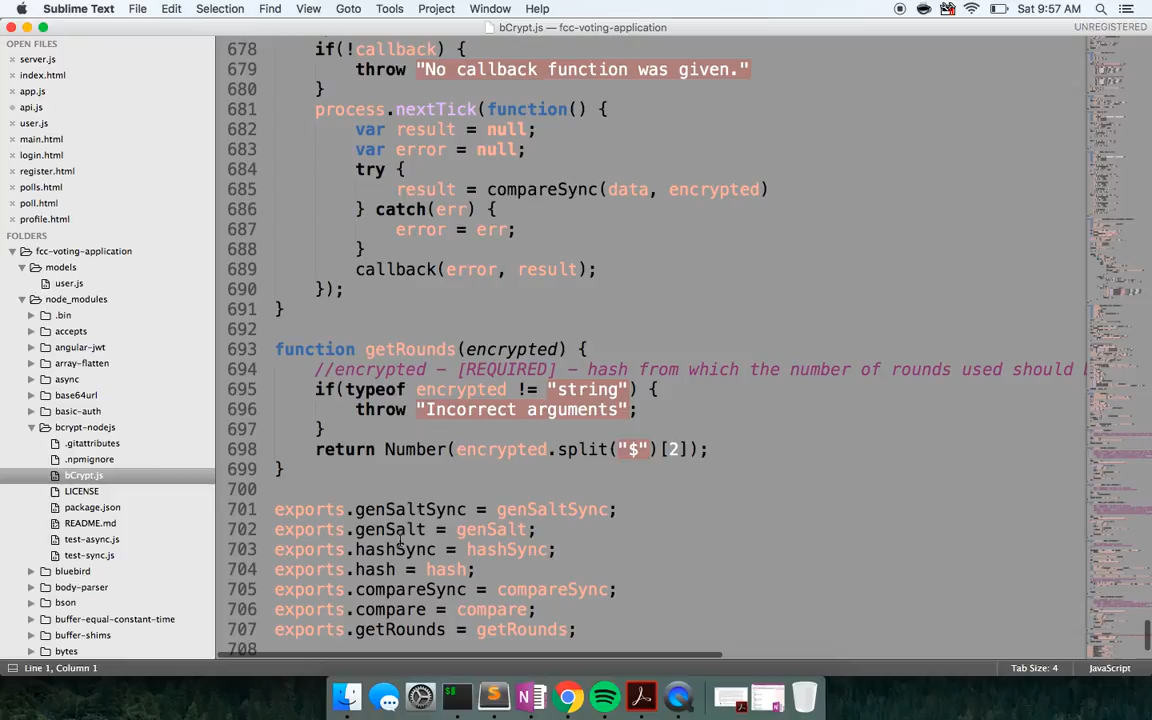 Sublime Text File Edit Selection Find View Goto Tools Project Window Help Sat 9:57 AM
bCrypt.js — fcc-voting-application UNREGISTERED
OPEN FILES
server.js
index.html
app.js
api.js
user.js
main.html
login.html
register.html
polls.html
poll.html
profile.html
FOLDERS
fcc-voting-application
models
user.js
node_modules
.bin
accepts
angular-jwt
array-flatten
async
base64url
basic-auth
bcrypt-nodejs
.gitattributes
.npmignore
bCrypt.js
LICENSE
package.json
README.md
test-async.js
test-sync.js
bluebird
body-parser
bson
buffer-equal-constant-time
buffer-shims
bytes
678 if(!callback) {
679 throw "No callback function was given."
680 }
681 process.nextTick(function() {
682 var result = null;
683 var error = null;
684 try {
685 result = compareSync(data, encrypted)
686 } catch(err) {
687 error = err;
688 }
689 callback(error, result);
690 });
691 }
692
693 function getRounds(encrypted) {
694 //encrypted - [REQUIRED] - hash from which the number of rounds used should
695 if(typeof encrypted != "string") {
696 throw "Incorrect arguments";
697 }
698 return Number(encrypted.split("$")[2]);
699 }
700
701 exports.genSaltSync = genSaltSync;
702 exports.genSalt = genSalt;
703 exports.hashSync = hashSync;
704 exports.hash = hash;
705 exports.compareSync = compareSync;
706 exports.compare = compare;
707 exports.getRounds = getRounds;
708
Line 1, Column 1 Tab Size: 4 JavaScript